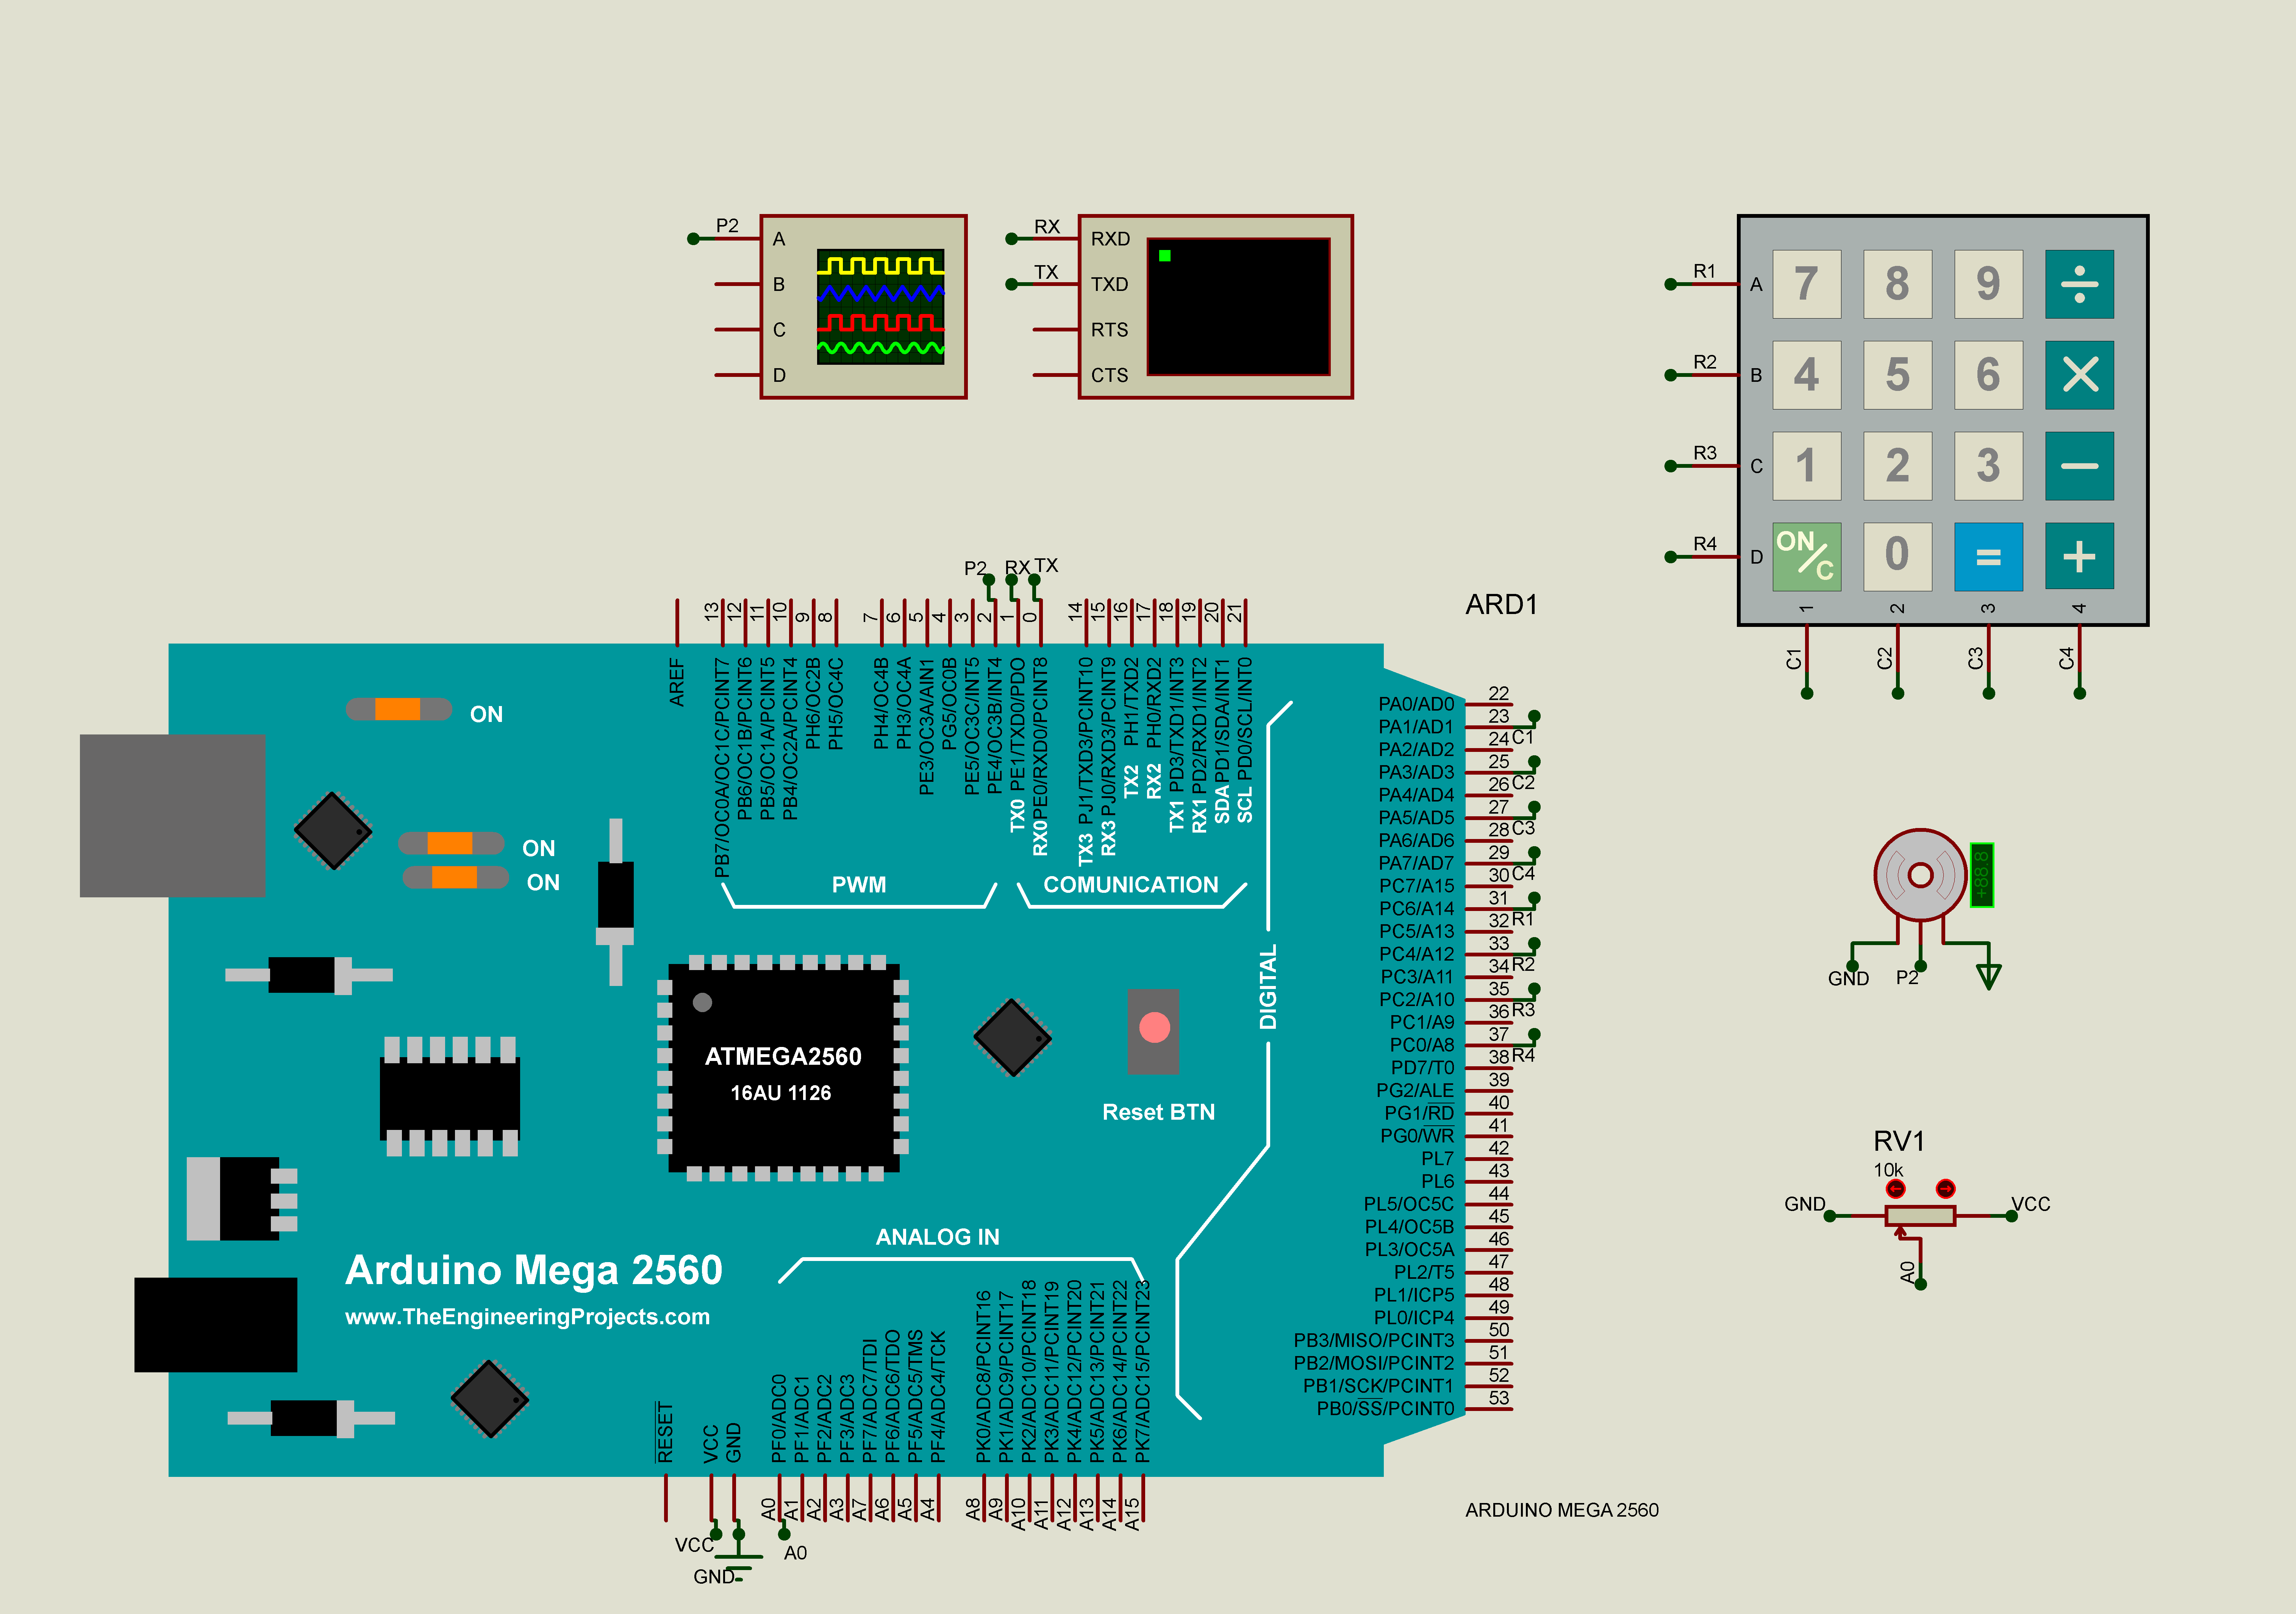 P2
A
B
C
D
RX
TX
RXD
TXD
RTS
CTS
R1
R2
R3
R4
A
B
C
D
7 8 9 ÷
4 5 6 ×
1 2 3 −
ON/C 0 = +
1 2 3 4
C1 C2 C3 C4
P2 RX TX
ARD1
13 12 11 10 9 8 7 6 5 4 3 2 1 0 14 15 16 17 18 19 20 21
AREF
PB7/OC0A/OC1C/PCINT7
PB6/OC1B/PCINT6
PB5/OC1A/PCINT5
PB4/OC2A/PCINT4
PH6/OC2B
PH5/OC4C
PH4/OC4B
PH3/OC4A
PE3/OC3A/AIN1
PG5/OC0B
PE5/OC3C/INT5
PE4/OC3B/INT4
TX0 PE1/TXD0/PDO
RX0 PE0/RXD0/PCINT8
TX3 PJ1/TXD3/PCINT10
RX3 PJ0/RXD3/PCINT9
TX2 PH1/TXD2
RX2 PH0/RXD2
TX1 PD3/TXD1/INT3
RX1 PD2/RXD1/INT2
SDA PD1/SDA/INT1
SCL PD0/SCL/INT0
PWM
COMUNICATION
DIGITAL
ON
ON
ON
ATMEGA2560
16AU 1126
Reset BTN
ANALOG IN
Arduino Mega 2560
www.TheEngineeringProjects.com
PA0/AD0 22
PA1/AD1 23 C1
PA2/AD2 24
PA3/AD3 25 C2
PA4/AD4 26
PA5/AD5 27 C3
PA6/AD6 28
PA7/AD7 29 C4
PC7/A15 30
PC6/A14 31 R1
PC5/A13 32
PC4/A12 33 R2
PC3/A11 34
PC2/A10 35 R3
PC1/A9 36
PC0/A8 37 R4
PD7/T0 38
PG2/ALE 39
PG1/RD 40
PG0/WR 41
PL7 42
PL6 43
PL5/OC5C 44
PL4/OC5B 45
PL3/OC5A 46
PL2/T5 47
PL1/ICP5 48
PL0/ICP4 49
PB3/MISO/PCINT3 50
PB2/MOSI/PCINT2 51
PB1/SCK/PCINT1 52
PB0/SS/PCINT0 53
RESET
VCC
GND
PF0/ADC0
PF1/ADC1
PF2/ADC2
PF3/ADC3
PF7/ADC7/TDI
PF6/ADC6/TDO
PF5/ADC5/TMS
PF4/ADC4/TCK
PK0/ADC8/PCINT16
PK1/ADC9/PCINT17
PK2/ADC10/PCINT18
PK3/ADC11/PCINT19
PK4/ADC12/PCINT20
PK5/ADC13/PCINT21
PK6/ADC14/PCINT22
PK7/ADC15/PCINT23
A0 A1 A2 A3 A7 A6 A5 A4 A8 A9 A10 A11 A12 A13 A14 A15
VCC
GND
A0
ARDUINO MEGA 2560
+88.8
GND P2
RV1
10k
GND VCC
A0